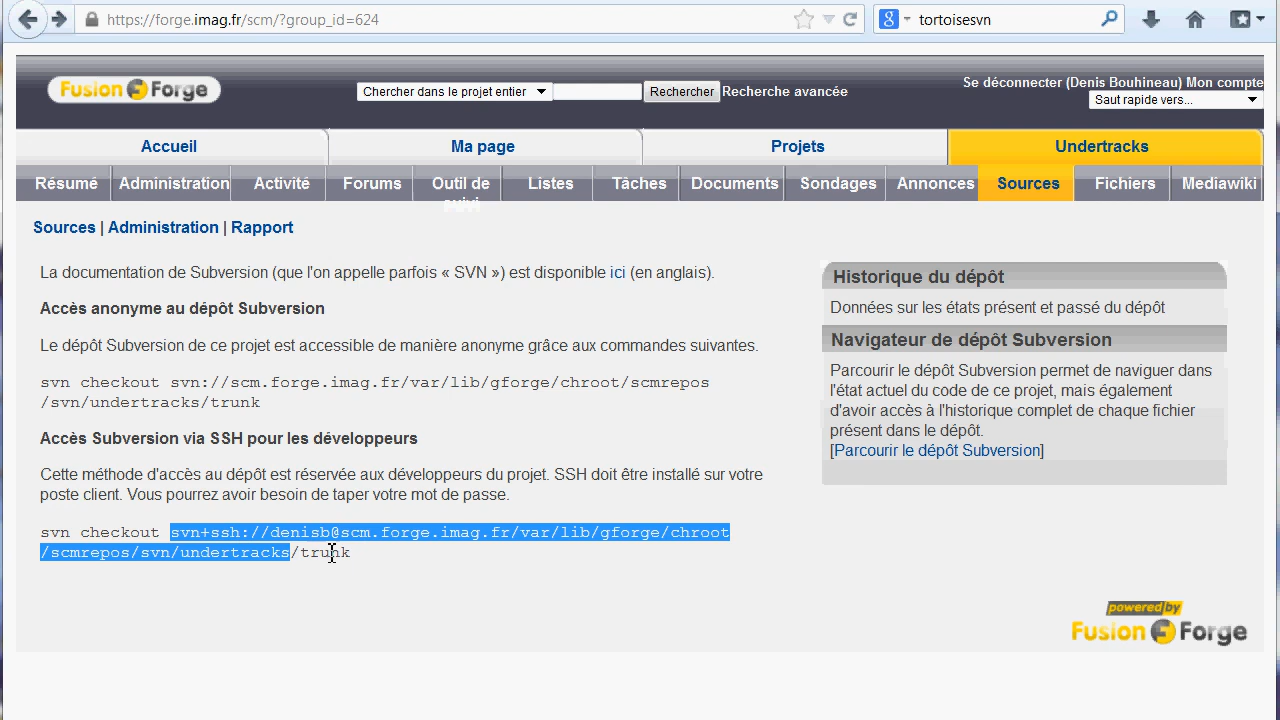 https://forge.imag.fr/scm/?group_id=624
tortoisesvn
Fusion Forge
Chercher dans le projet entier
Rechercher
Recherche avancée
Se déconnecter (Denis Bouhineau) Mon compte
Saut rapide vers...
Accueil
Ma page
Projets
Undertracks
Résumé
Administration
Activité
Forums
Outil de
suivi
Listes
Tâches
Documents
Sondages
Annonces
Sources
Fichiers
Mediawiki
Sources | Administration | Rapport
La documentation de Subversion (que l'on appelle parfois « SVN ») est disponible ici (en anglais).
Accès anonyme au dépôt Subversion
Le dépôt Subversion de ce projet est accessible de manière anonyme grâce aux commandes suivantes.
svn checkout svn://scm.forge.imag.fr/var/lib/gforge/chroot/scmrepos
/svn/undertracks/trunk
Accès Subversion via SSH pour les développeurs
Cette méthode d'accès au dépôt est réservée aux développeurs du projet. SSH doit être installé sur votre
poste client. Vous pourrez avoir besoin de taper votre mot de passe.
svn checkout svn+ssh://denisb@scm.forge.imag.fr/var/lib/gforge/chroot
/scmrepos/svn/undertracks/trunk
Historique du dépôt
Données sur les états présent et passé du dépôt
Navigateur de dépôt Subversion
Parcourir le dépôt Subversion permet de naviguer dans
l'état actuel du code de ce projet, mais également
d'avoir accès à l'historique complet de chaque fichier
présent dans le dépôt.
[Parcourir le dépôt Subversion]
powered by
Fusion Forge